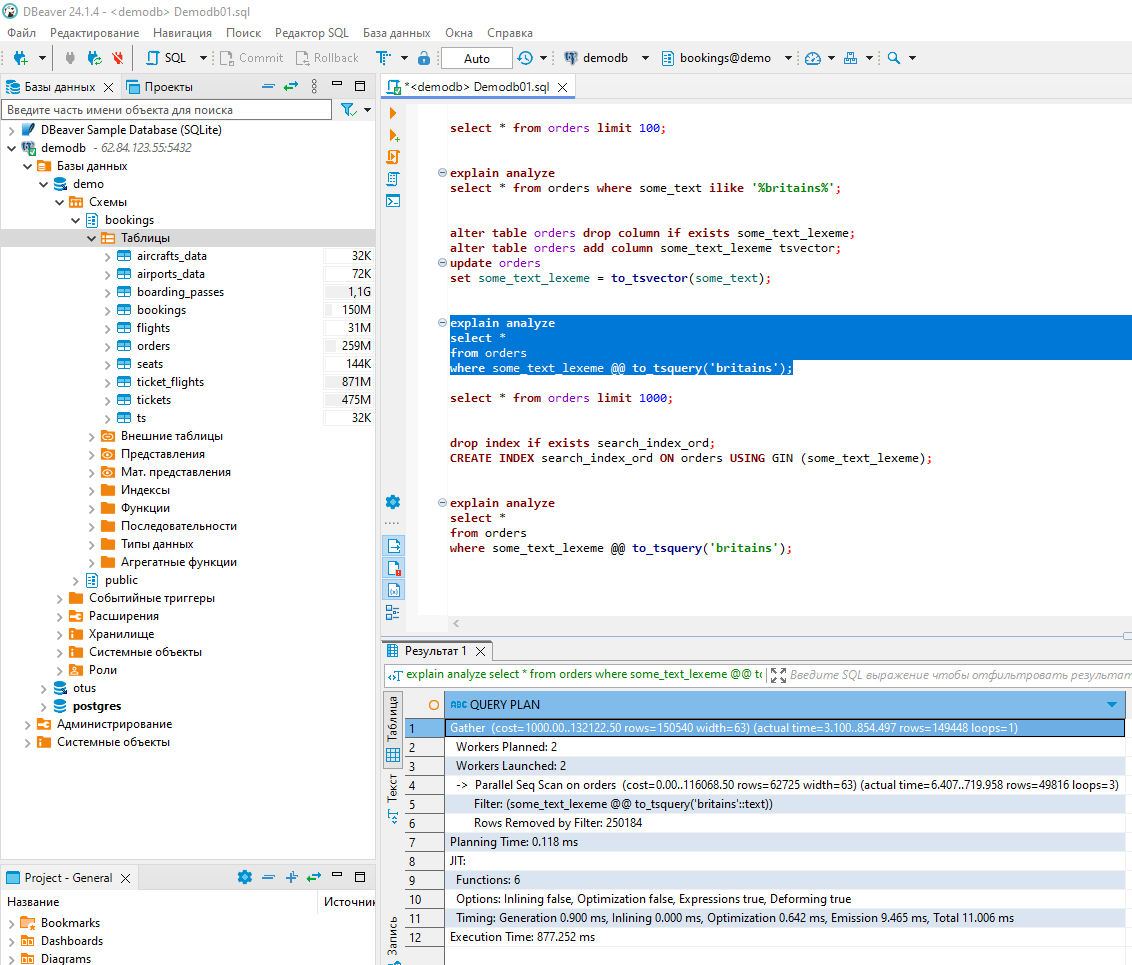 DBeaver 24.1.4 - <demodb> Demodb01.sql
Файл Редактирование Навигация Поиск Редактор SQL База данных Окна Справка
SQL Commit Rollback Auto demodb bookings@demo
Базы данных Проекты
Введите часть имени объекта для поиска
DBeaver Sample Database (SQLite)
demodb - 62.84.123.55:5432
Базы данных
demo
Схемы
bookings
Таблицы
aircrafts_data 32K
airports_data 72K
boarding_passes 1,1G
bookings 150M
flights 31M
orders 259M
seats 144K
ticket_flights 871M
tickets 475M
ts 32K
Внешние таблицы
Представления
Мат. представления
Индексы
Функции
Последовательности
Типы данных
Агрегатные функции
public
Событийные триггеры
Расширения
Хранилище
Системные объекты
Роли
otus
postgres
Администрирование
Системные объекты
Project - General
Название Источник
Bookmarks
Dashboards
Diagrams
*<demodb> Demodb01.sql
select * from orders limit 100;
explain analyze
select * from orders where some_text ilike '%britains%';
alter table orders drop column if exists some_text_lexeme;
alter table orders add column some_text_lexeme tsvector;
update orders
set some_text_lexeme = to_tsvector(some_text);
explain analyze
select *
from orders
where some_text_lexeme @@ to_tsquery('britains');
select * from orders limit 1000;
drop index if exists search_index_ord;
CREATE INDEX search_index_ord ON orders USING GIN (some_text_lexeme);
explain analyze
select *
from orders
where some_text_lexeme @@ to_tsquery('britains');
Результат 1
explain analyze select * from orders where some_text_lexeme @@ to Введите SQL выражение чтобы отфильтровать результат
Таблица
Текст
Запись
ABC QUERY PLAN
1 Gather (cost=1000.00..132122.50 rows=150540 width=63) (actual time=3.100..854.497 rows=149448 loops=1)
2 Workers Planned: 2
3 Workers Launched: 2
4 -> Parallel Seq Scan on orders (cost=0.00..116068.50 rows=62725 width=63) (actual time=6.407..719.958 rows=49816 loops=3)
5 Filter: (some_text_lexeme @@ to_tsquery('britains'::text))
6 Rows Removed by Filter: 250184
7 Planning Time: 0.118 ms
8 JIT:
9 Functions: 6
10 Options: Inlining false, Optimization false, Expressions true, Deforming true
11 Timing: Generation 0.900 ms, Inlining 0.000 ms, Optimization 0.642 ms, Emission 9.465 ms, Total 11.006 ms
12 Execution Time: 877.252 ms